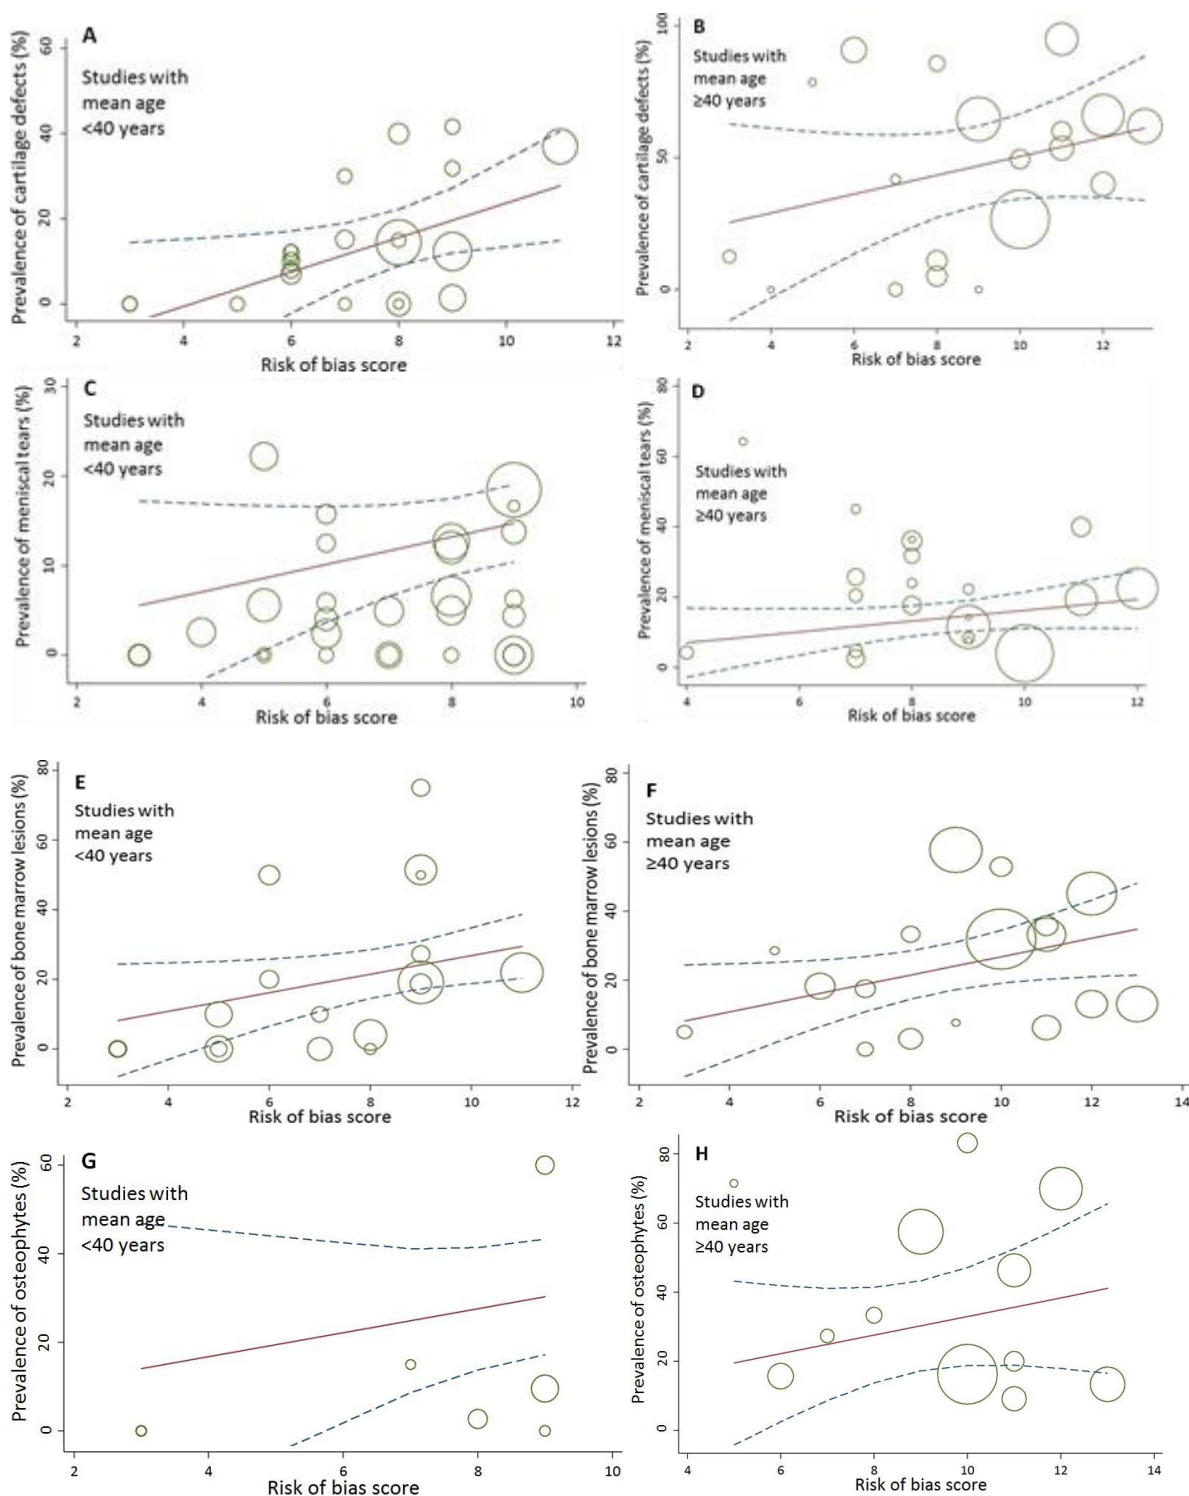 A
Studies with
mean age
<40 years
Prevalence of cartilage defects (%)
60
40
20
0
2 4 6 8 10 12
Risk of bias score
B
Studies with
mean age
≥40 years
Prevalence of cartilage defects (%)
100
50
0
2 4 6 8 10 12
Risk of bias score
C
Studies with
mean age
<40 years
Prevalence of meniscal tears (%)
30
20
10
0
2 4 6 8 10
Risk of bias score
D
Studies with
mean age
≥40 years
Prevalence of meniscal tears (%)
80
60
40
20
0
4 6 8 10 12
Risk of bias score
E
Studies with
mean age
<40 years
Prevalence of bone marrow lesions (%)
80
60
40
20
0
2 4 6 8 10 12
Risk of bias score
F
Studies with
mean age
≥40 years
Prevalence of bone marrow lesions (%)
80
60
40
20
0
2 4 6 8 10 12 14
Risk of bias score
G
Studies with
mean age
<40 years
Prevalence of osteophytes (%)
60
40
20
0
2 4 6 8 10
Risk of bias score
H
Studies with
mean age
≥40 years
Prevalence of osteophytes (%)
80
60
40
20
0
4 6 8 10 12 14
Risk of bias score